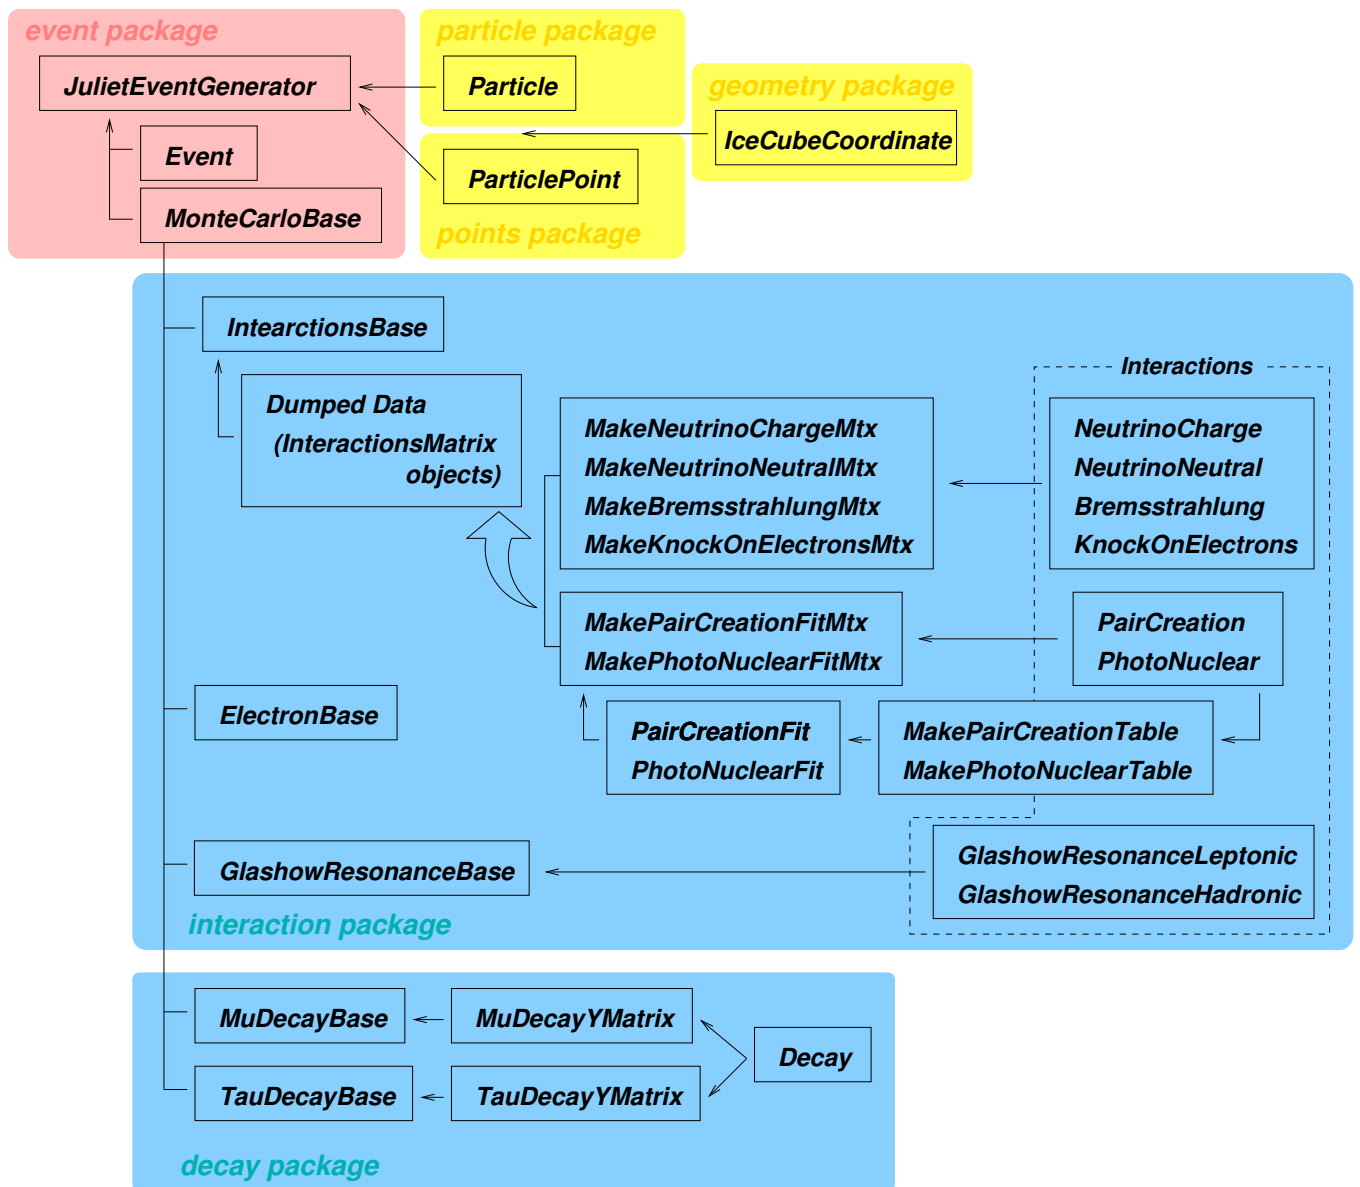 event package
JulietEventGenerator
Event
MonteCarloBase
particle package
Particle
ParticlePoint
points package
geometry package
IceCubeCoordinate
IntearctionsBase
Dumped Data
(InteractionsMatrix
objects)
MakeNeutrinoChargeMtx
MakeNeutrinoNeutralMtx
MakeBremsstrahlungMtx
MakeKnockOnElectronsMtx
Interactions
NeutrinoCharge
NeutrinoNeutral
Bremsstrahlung
KnockOnElectrons
MakePairCreationFitMtx
MakePhotoNuclearFitMtx
PairCreation
PhotoNuclear
ElectronBase
PairCreationFit
PhotoNuclearFit
MakePairCreationTable
MakePhotoNuclearTable
GlashowResonanceBase
GlashowResonanceLeptonic
GlashowResonanceHadronic
interaction package
MuDecayBase
MuDecayYMatrix
Decay
TauDecayBase
TauDecayYMatrix
decay package